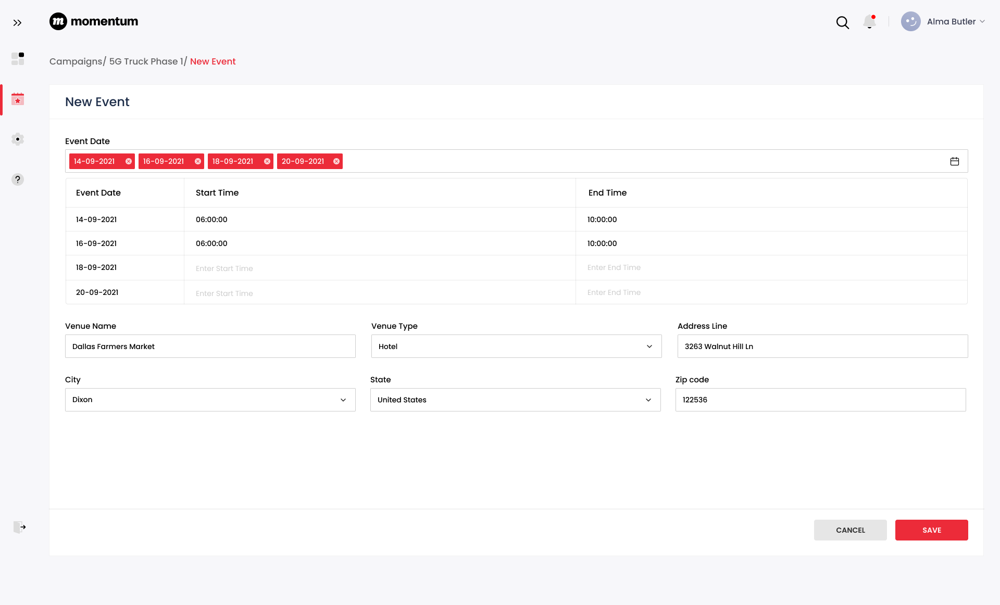 momentum
Alma Butler
Campaigns/ 5G Truck Phase 1/ New Event
New Event
Event Date
14-09-2021 16-09-2021 18-09-2021 20-09-2021
Event Date Start Time End Time
14-09-2021 06:00:00 10:00:00
16-09-2021 06:00:00 10:00:00
18-09-2021 Enter Start Time Enter End Time
20-09-2021 Enter Start Time Enter End Time
Venue Name Venue Type Address Line
Dallas Farmers Market Hotel 3263 Walnut Hill Ln
City State Zip code
Dixon United States 122536
CANCEL SAVE